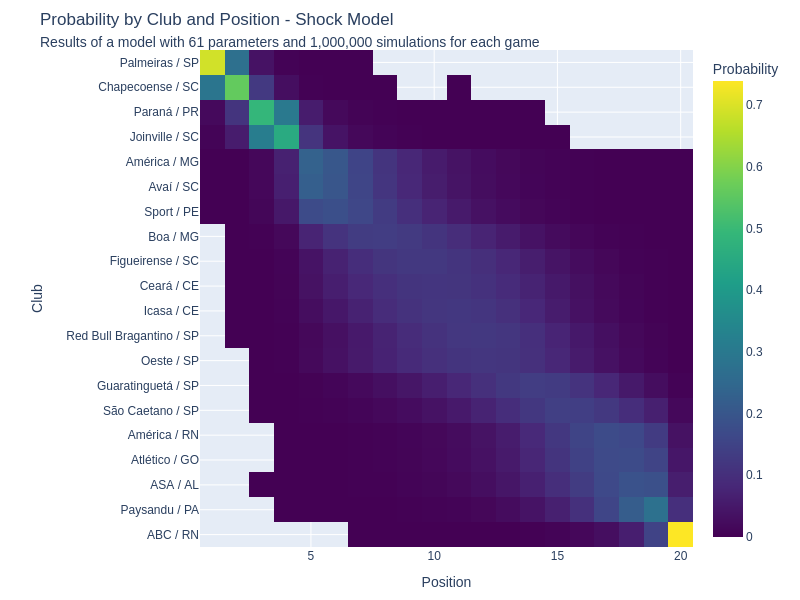 Probability by Club and Position - Shock Model
Results of a model with 61 parameters and 1,000,000 simulations for each game
Probability
Club
Palmeiras / SP
Chapecoense / SC
Paraná / PR
Joinville / SC
América / MG
Avaí / SC
Sport / PE
Boa / MG
Figueirense / SC
Ceará / CE
Icasa / CE
Red Bull Bragantino / SP
Oeste / SP
Guaratinguetá / SP
São Caetano / SP
América / RN
Atlético / GO
ASA / AL
Paysandu / PA
ABC / RN
5
10
15
20
Position
0.7
0.6
0.5
0.4
0.3
0.2
0.1
0